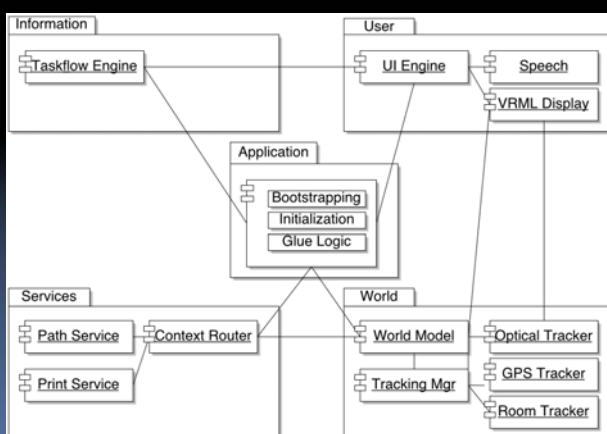 Information
Taskflow Engine
User
UI Engine
Speech
VRML Display
Application
Bootstrapping
Initialization
Glue Logic
Services
Path Service
Context Router
Print Service
World
World Model
Optical Tracker
Tracking Mgr
GPS Tracker
Room Tracker